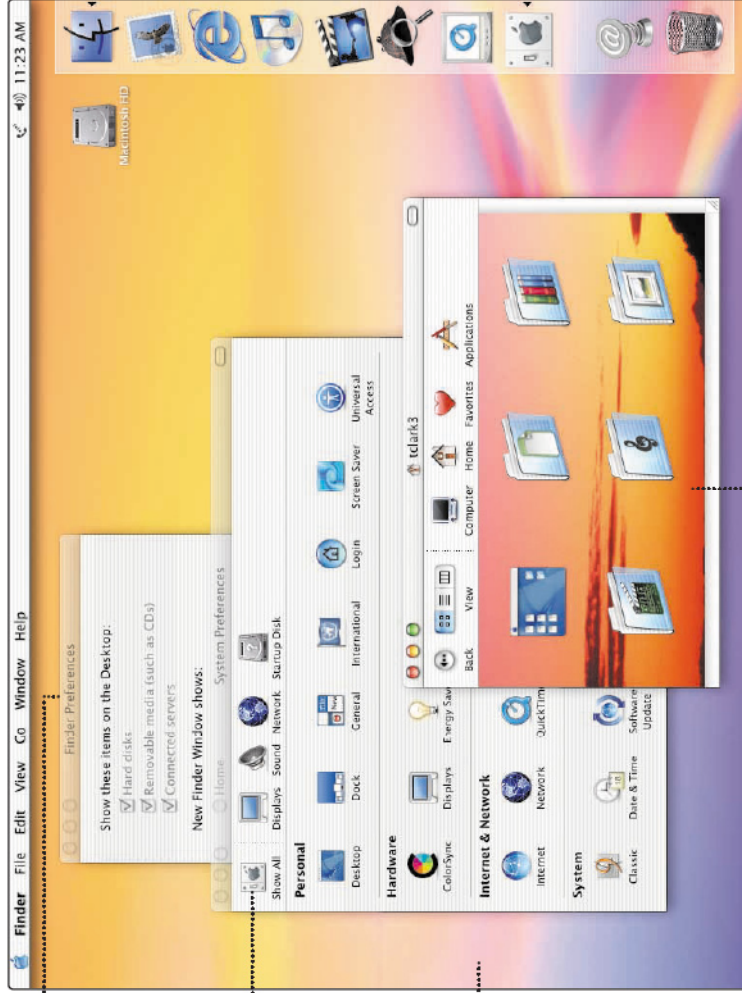 Finder File Edit View Co Window Help 11:23 AM
Macintosh HD
Finder Preferences
Show these items on the Desktop:
Hard disks
Removable media (such as CDs)
Connected servers
New Finder Window shows:
Home
System Preferences
Show All Displays Sound Network Startup Disk
Personal
Desktop Dock General International Login Screen Saver Universal Access
Hardware
ColorSync Displays Energy Sav
Internet & Network
Internet Network QuickTime
System
Classic Date & Time Software Update
tclark3
Back View Computer Home Favorites Applications